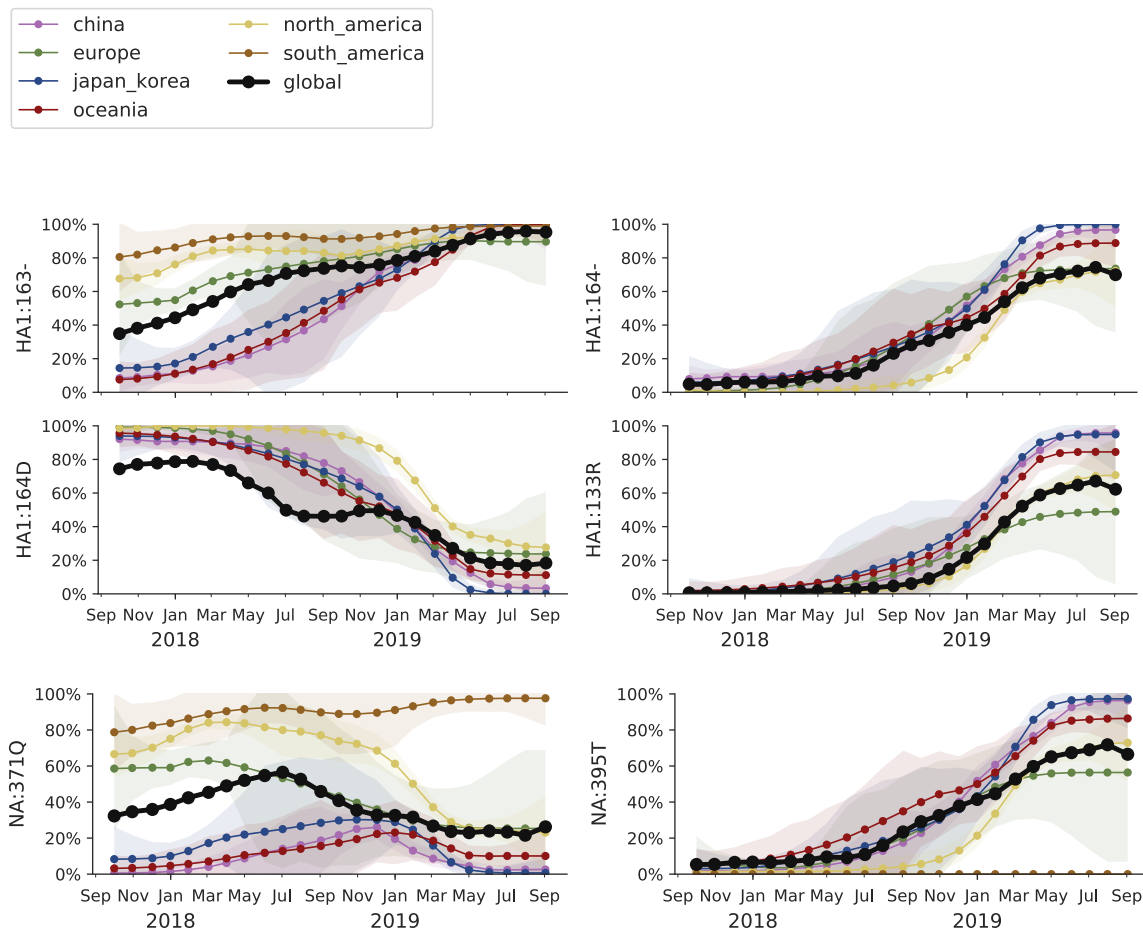 china
europe
japan_korea
oceania
north_america
south_america
global
HA1:163-
100%
80%
60%
40%
20%
0%
HA1:164-
100%
80%
60%
40%
20%
0%
HA1:164D
100%
80%
60%
40%
20%
0%
Sep Nov Jan Mar May Jul Sep Nov Jan Mar May Jul Sep
2018 2019
HA1:133R
100%
80%
60%
40%
20%
0%
Sep Nov Jan Mar May Jul Sep Nov Jan Mar May Jul Sep
2018 2019
NA:371Q
100%
80%
60%
40%
20%
0%
Sep Nov Jan Mar May Jul Sep Nov Jan Mar May Jul Sep
2018 2019
NA:395T
100%
80%
60%
40%
20%
0%
Sep Nov Jan Mar May Jul Sep Nov Jan Mar May Jul Sep
2018 2019